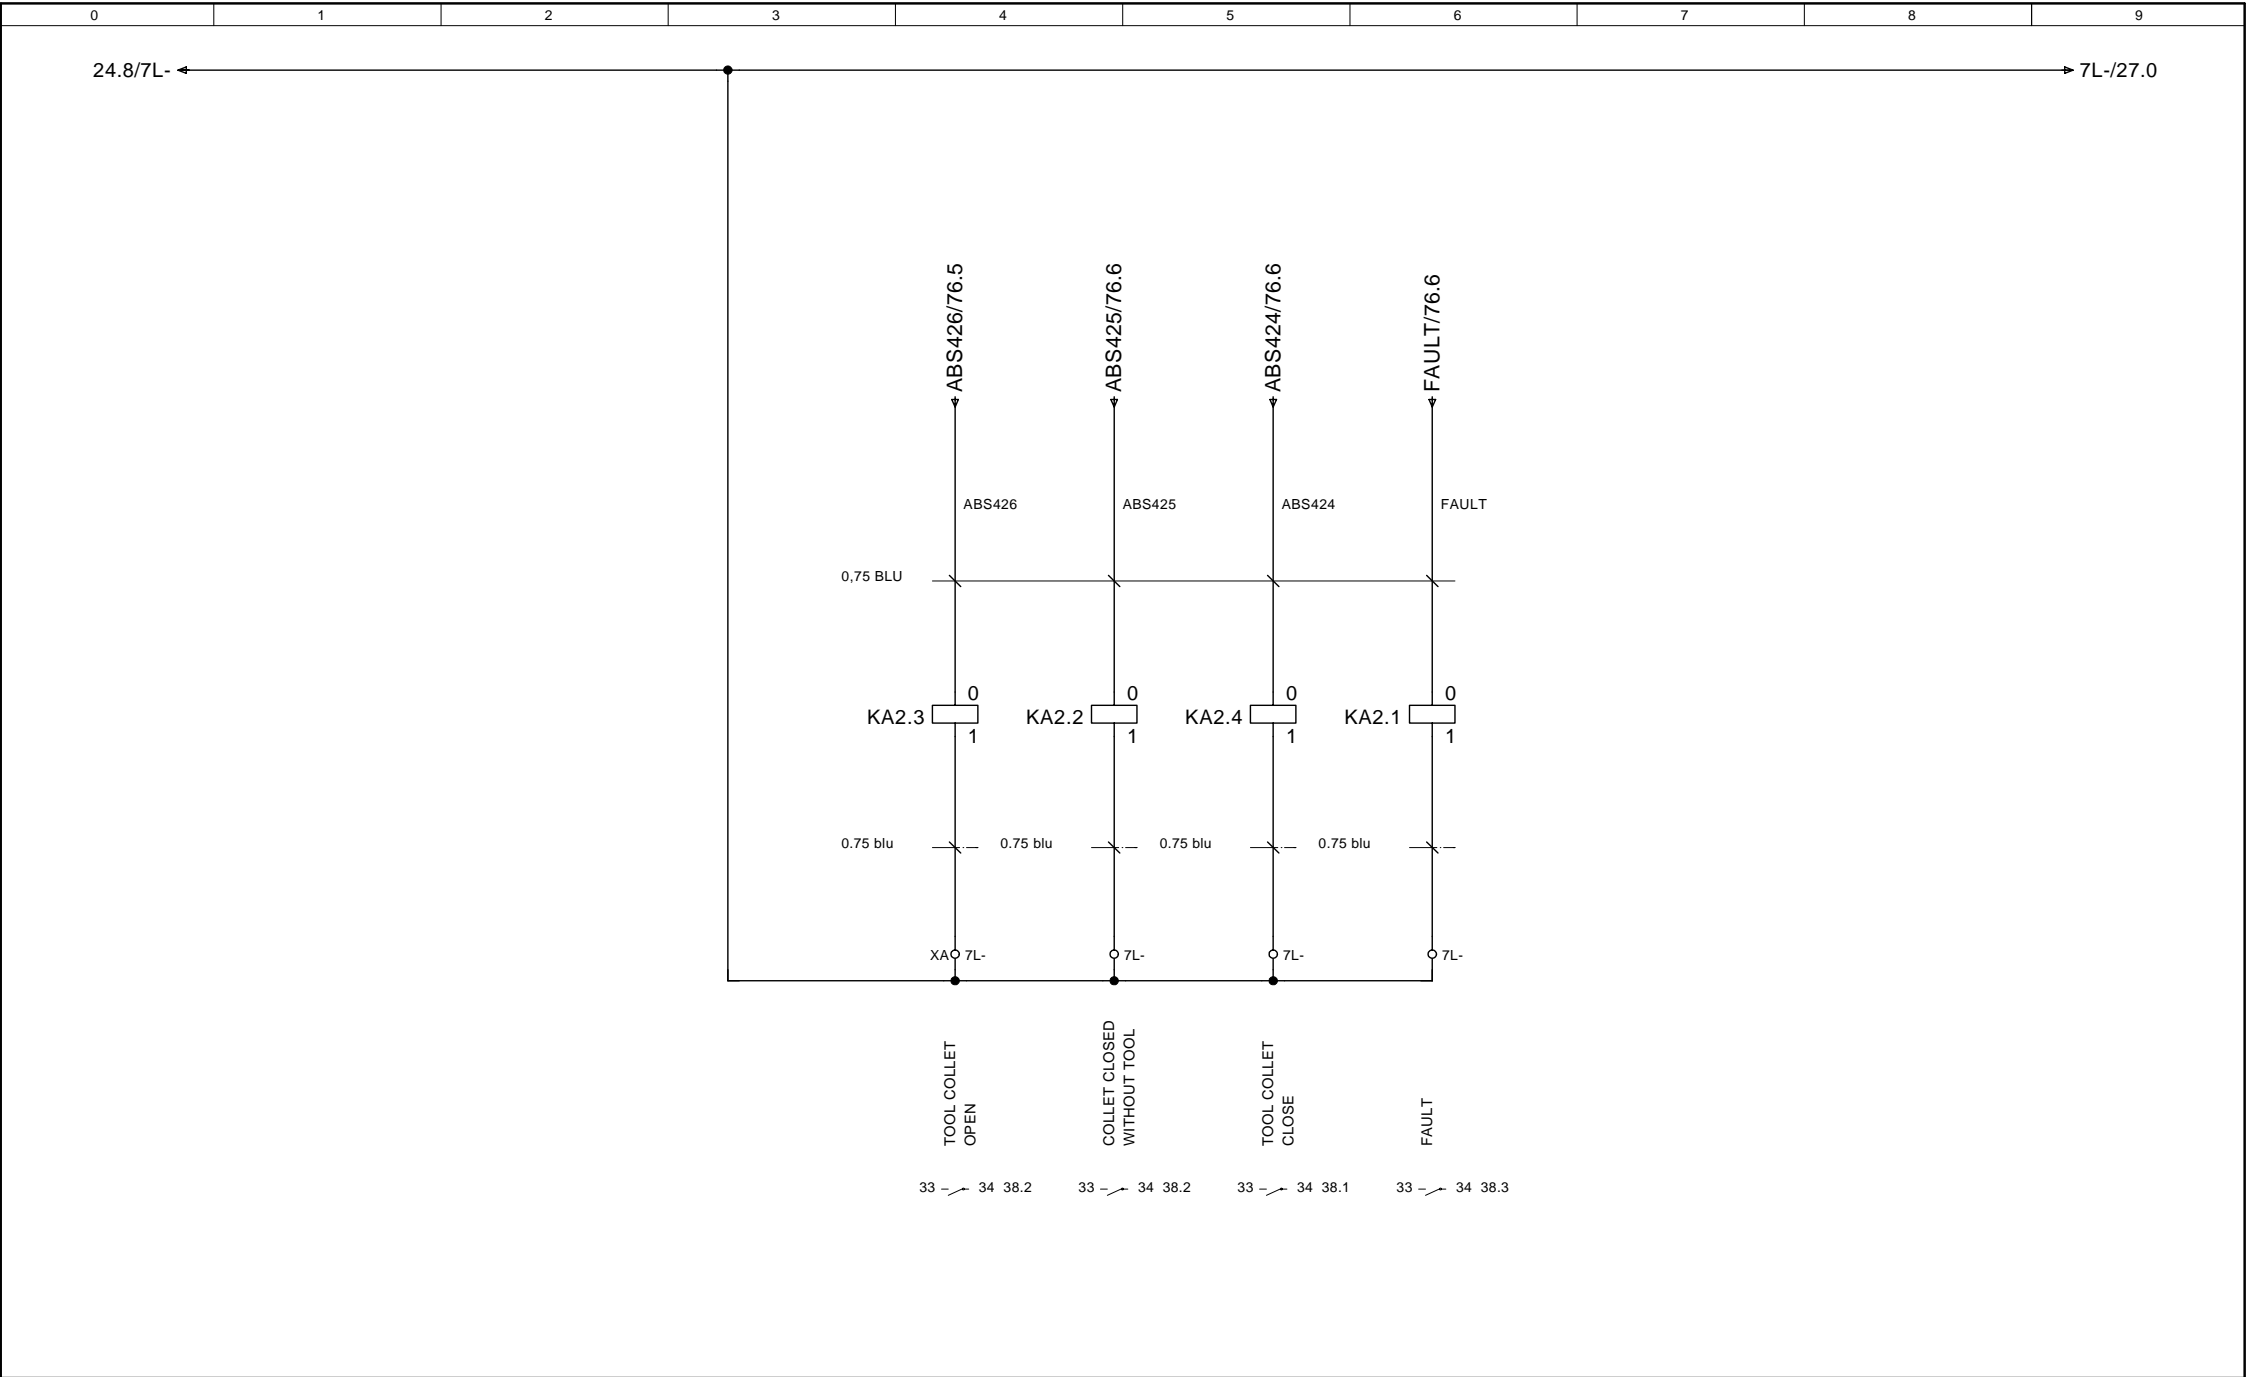 0 1 2 3 4 5 6 7 8 9
24.8/7L- 7L-/27.0
ABS426/76.5
ABS425/76.6
ABS424/76.6
FAULT/76.6
ABS426 ABS425 ABS424 FAULT
0,75 BLU
0 0 0 0
KA2.3 KA2.2 KA2.4 KA2.1
1 1 1 1
0.75 blu 0.75 blu 0.75 blu 0.75 blu
XA 7L- 7L- 7L- 7L-
TOOL COLLET
OPEN
COLLET CLOSED
WITHOUT TOOL
TOOL COLLET
CLOSE
FAULT
33 34 38.2 33 34 38.2 33 34 38.1 33 34 38.3